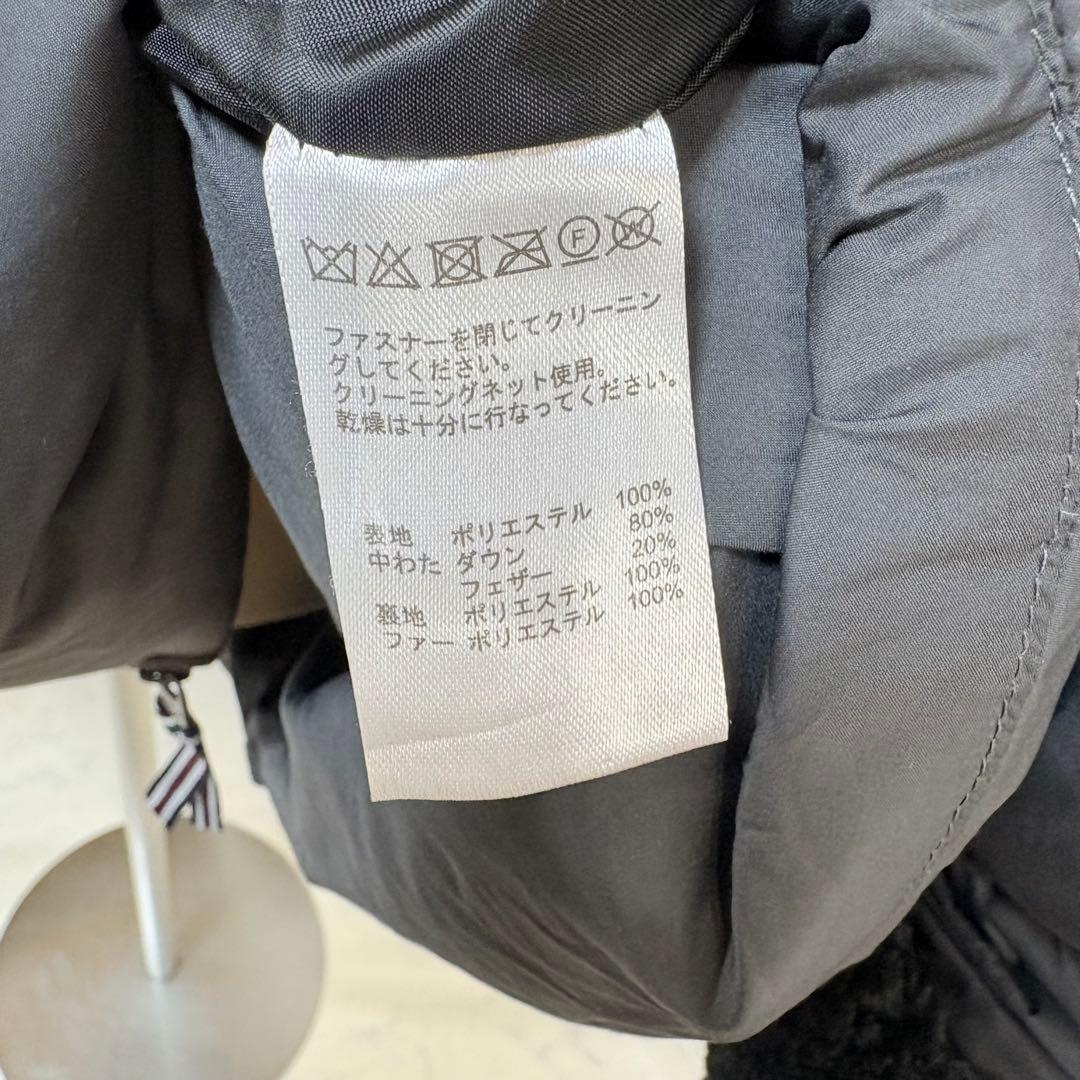 F
ファスナーを閉じてクリーニン
グしてください。
クリーニングネット使用。
乾燥は十分に行なってください。
表地 ポリエステル 100%
中わた ダウン 80%
フェザー 20%
裏地 ポリエステル 100%
ファー ポリエステル 100%